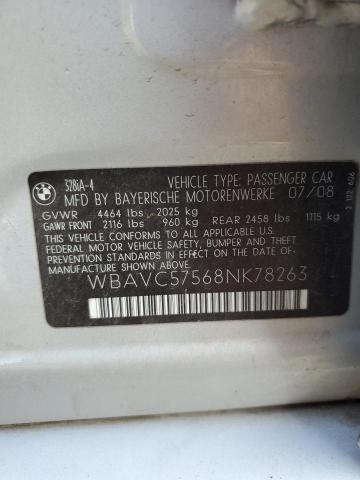 BMW
328iA-4 VEHICLE TYPE: PASSENGER CAR
MFD BY BAYERISCHE MOTORENWERKE 07/08
GVWR 4464 lbs 2025 kg
GAWR FRONT 2116 lbs 960 kg REAR 2458 lbs 1115 kg
THIS VEHICLE CONFORMS TO ALL APPLICABLE
FEDERAL MOTOR VEHICLE SAFETY,
BUMPER, AND THEFT
PREVENTION STANDARDS IN EFFECT ON THE
DATE OF MANUFACTURE SHOWN ABOVE.
WBAVC57568NK78263